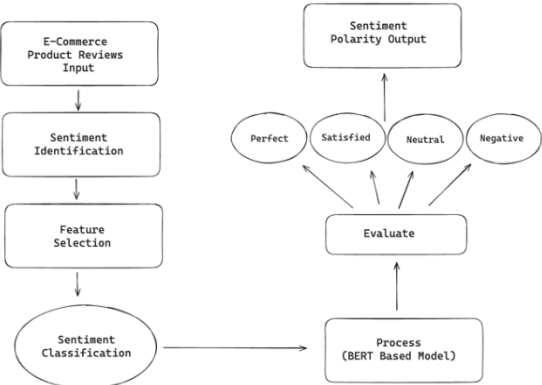 E-Commerce
Product Reviews
Input
Sentiment
Identification
Feature
Selection
Sentiment
Classification
Process
(BERT Based Model)
Evaluate
Perfect
Satisfied
Neutral
Negative
Sentiment
Polarity Output